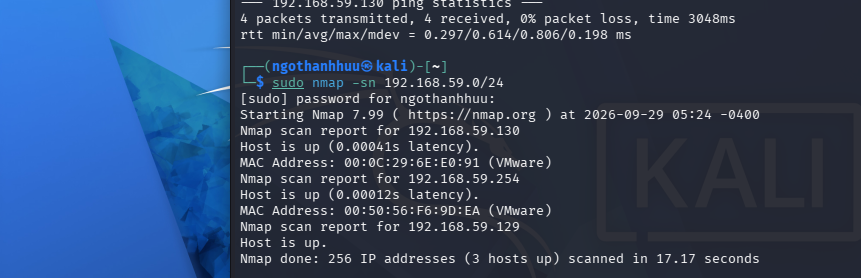 ─── 192.168.59.130 ping statistics ───
4 packets transmitted, 4 received, 0% packet loss, time 3048ms
rtt min/avg/max/mdev = 0.297/0.614/0.806/0.198 ms
┌──(ngothanhhuu㉿kali)-[~]
└─$ sudo nmap -sn 192.168.59.0/24
[sudo] password for ngothanhhuu:
Starting Nmap 7.99 ( https://nmap.org ) at 2026-09-29 05:24 -0400
Nmap scan report for 192.168.59.130
Host is up (0.00041s latency).
MAC Address: 00:0C:29:6E:E0:91 (VMware)
Nmap scan report for 192.168.59.254
Host is up (0.00012s latency).
MAC Address: 00:50:56:F6:9D:EA (VMware)
Nmap scan report for 192.168.59.129
Host is up.
Nmap done: 256 IP addresses (3 hosts up) scanned in 17.17 seconds
KALI